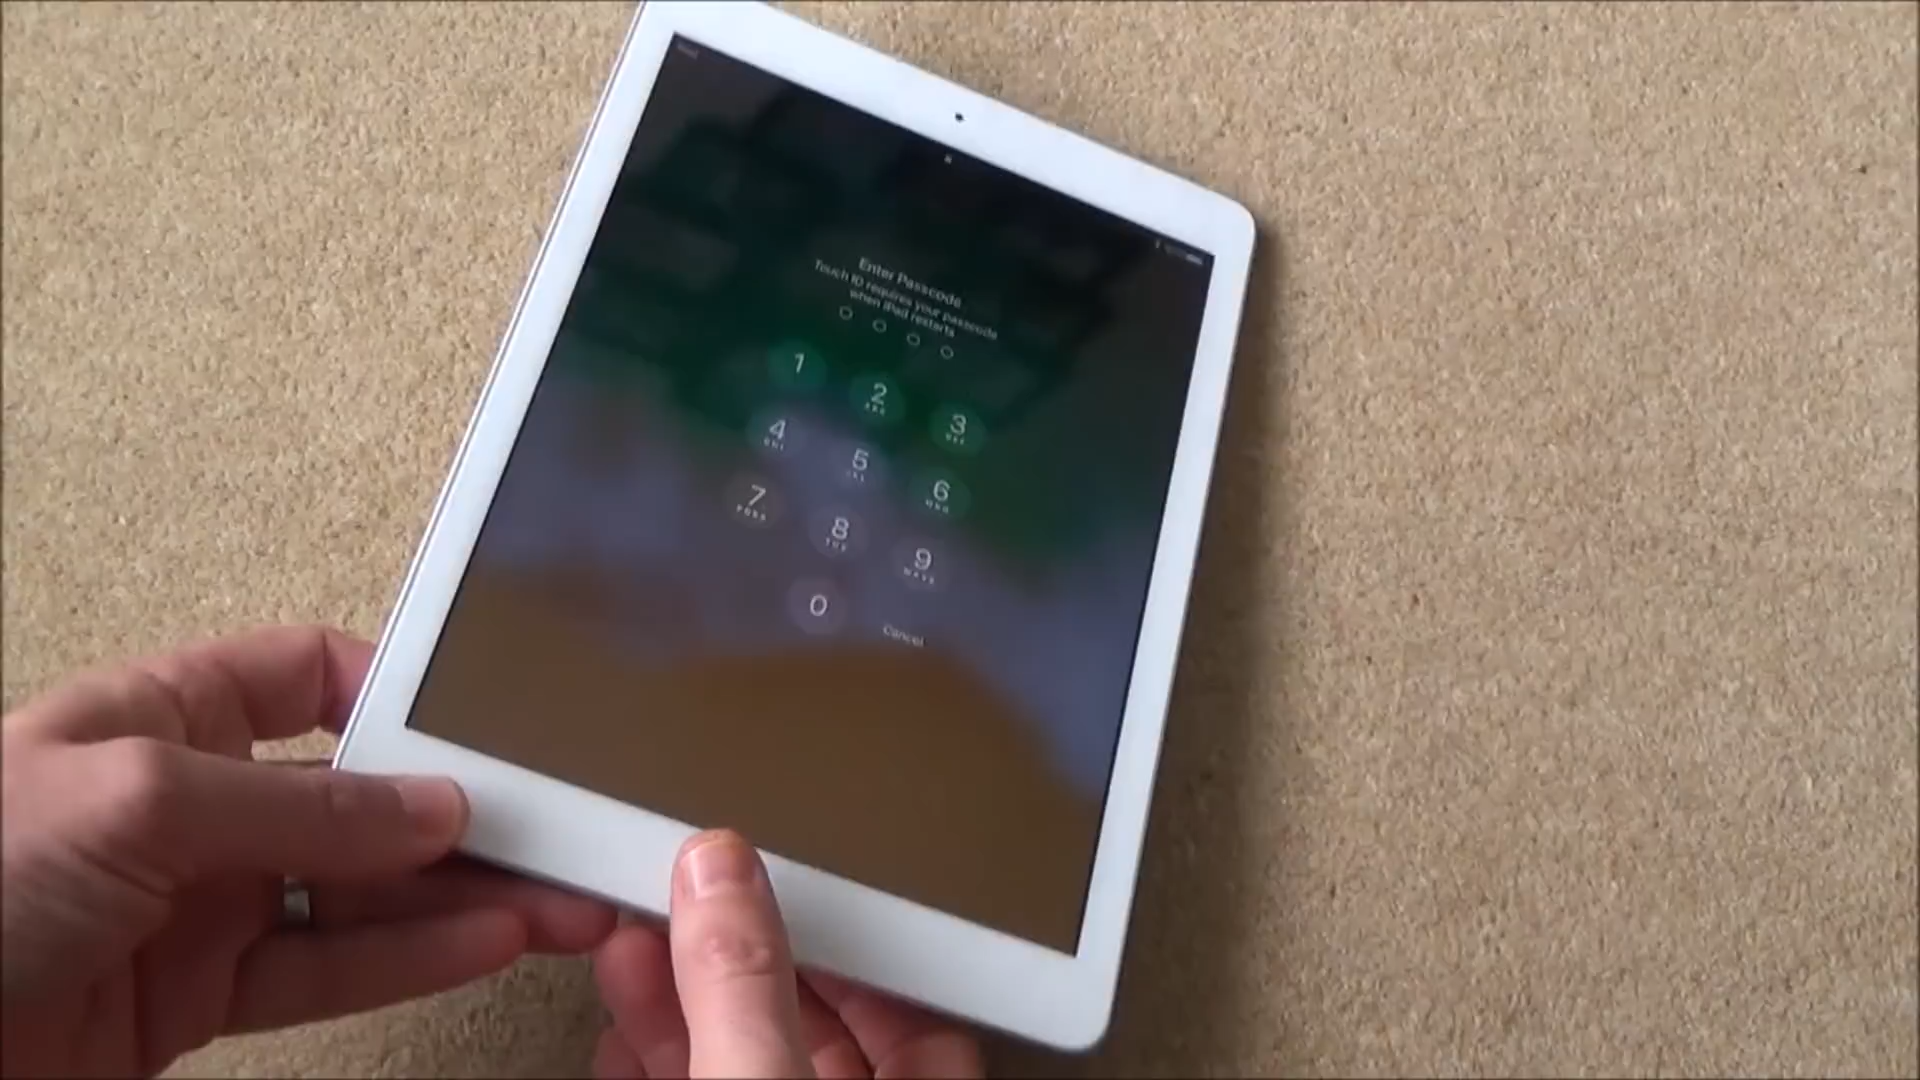 Enter Passcode
Touch ID requires your passcode
when iPad restarts
1
2
ABC
3
DEF
4
GHI
5
JKL
6
MNO
7
PQRS
8
TUV
9
WXYZ
0
Cancel